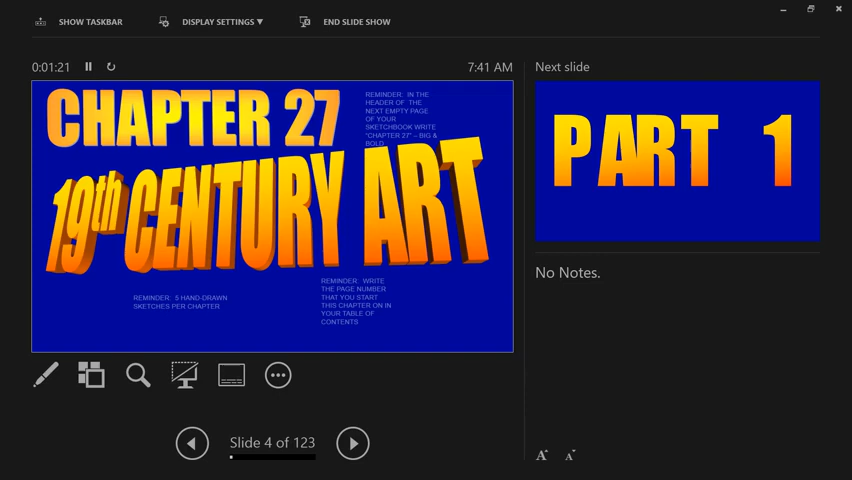 SHOW TASKBAR
DISPLAY SETTINGS ▼
END SLIDE SHOW
0:01:21
7:41 AM
CHAPTER 27
REMINDER: IN THE
HEADER OF THE
NEXT EMPTY PAGE
OF YOUR
SKETCHBOOK WRITE
"CHAPTER 27" – BIG &
BOLD
19th CENTURY ART
REMINDER: 5 HAND-DRAWN
SKETCHES PER CHAPTER
REMINDER: WRITE
THE PAGE NUMBER
THAT YOU START
THIS CHAPTER ON IN
YOUR TABLE OF
CONTENTS
Slide 4 of 123
Next slide
PART 1
No Notes.
A
A